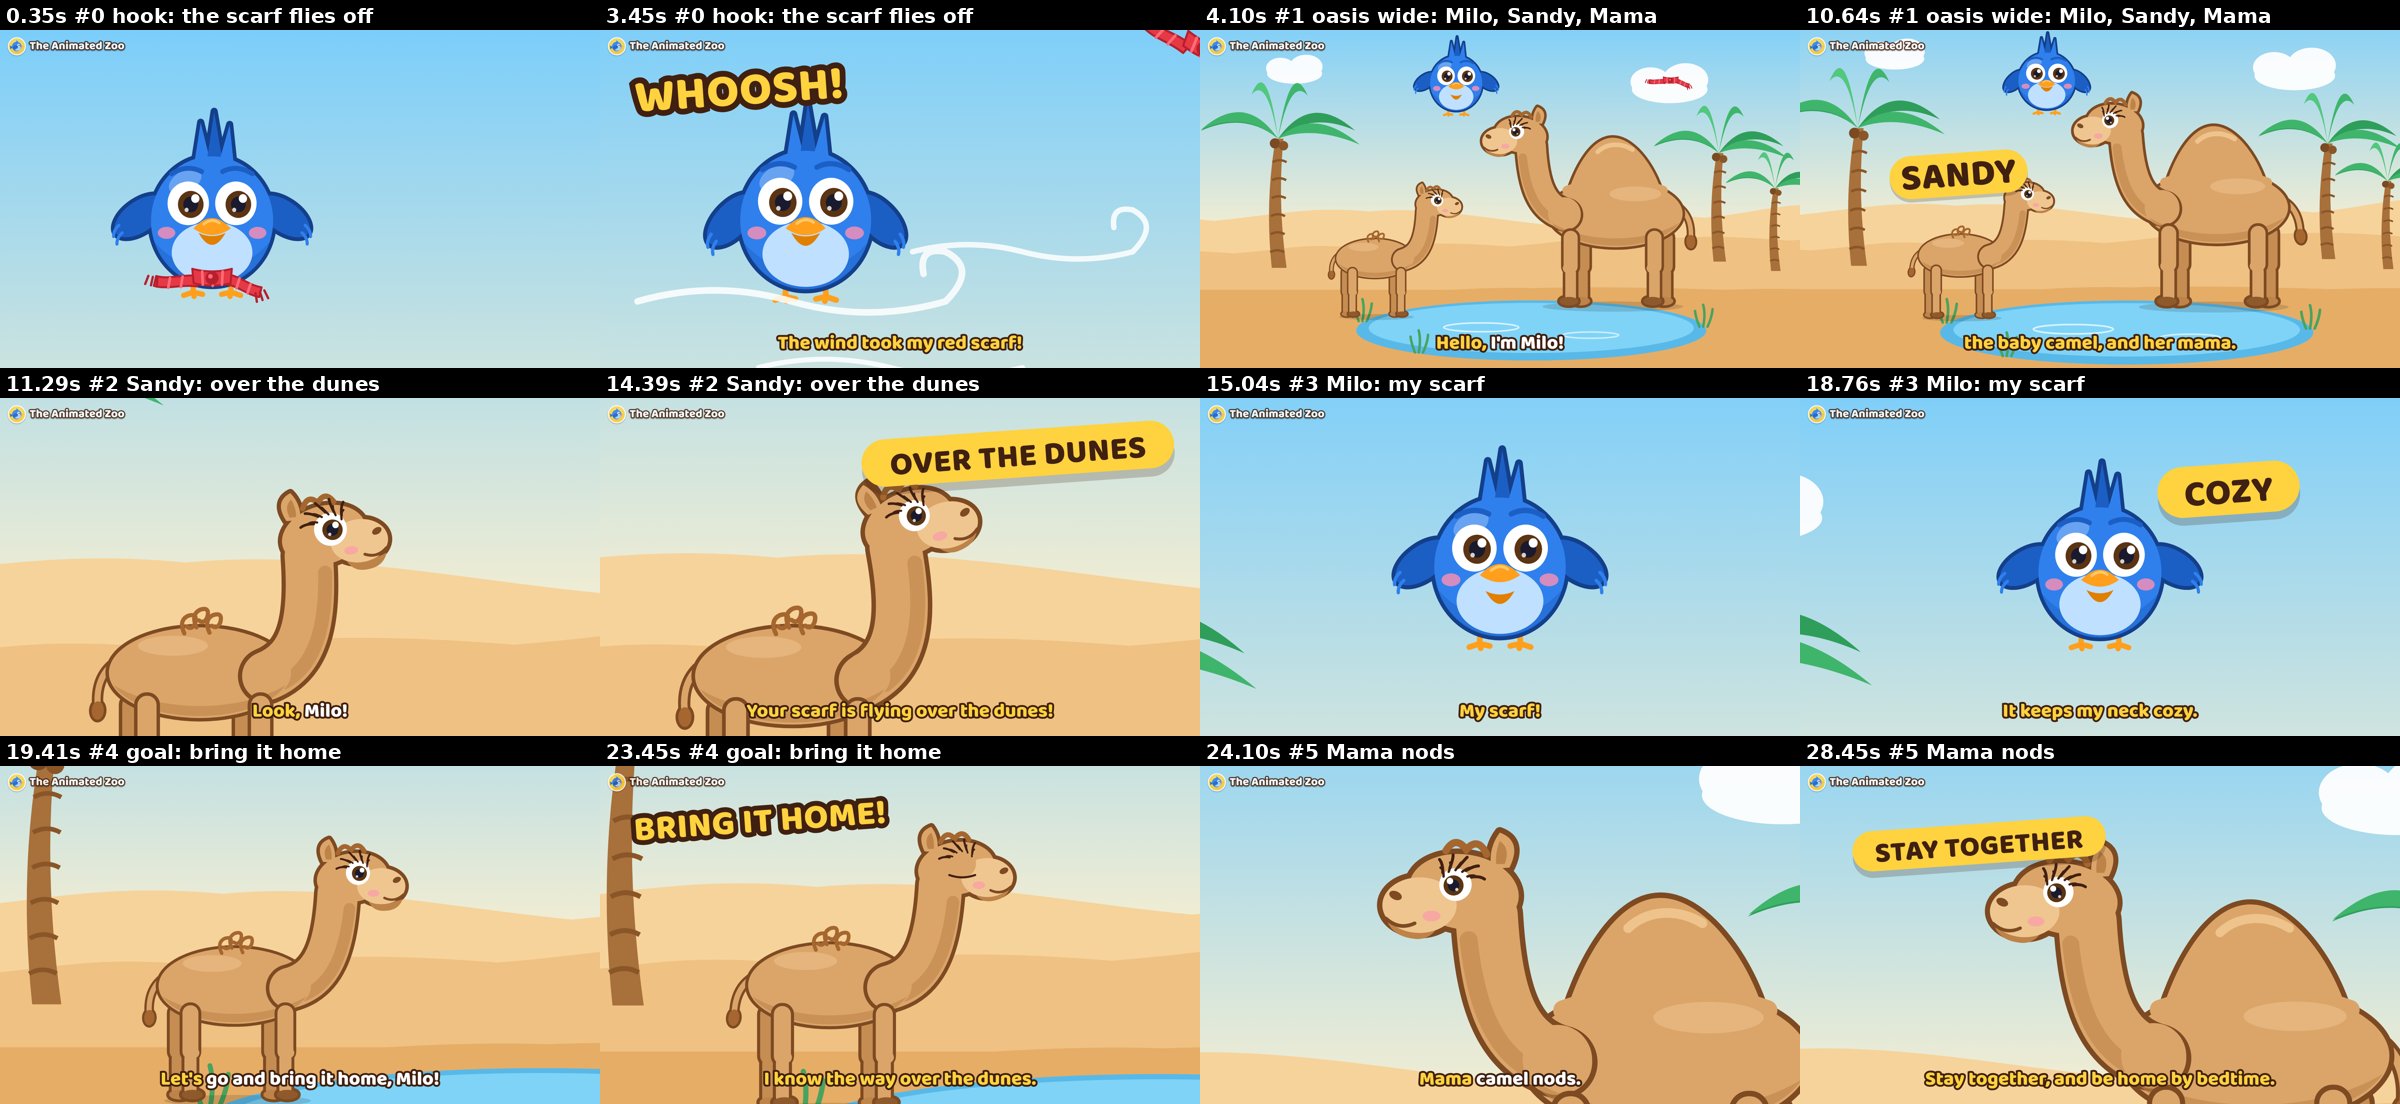 0.35s #0 hook: the scarf flies off
The Animated Zoo
3.45s #0 hook: the scarf flies off
The Animated Zoo
WHOOSH!
The wind took my red scarf!
4.10s #1 oasis wide: Milo, Sandy, Mama
The Animated Zoo
Hello, I'm Milo!
10.64s #1 oasis wide: Milo, Sandy, Mama
The Animated Zoo
SANDY
the baby camel, and her mama.
11.29s #2 Sandy: over the dunes
The Animated Zoo
Look, Milo!
14.39s #2 Sandy: over the dunes
The Animated Zoo
OVER THE DUNES
Your scarf is flying over the dunes!
15.04s #3 Milo: my scarf
The Animated Zoo
My scarf!
18.76s #3 Milo: my scarf
The Animated Zoo
COZY
It keeps my neck cozy.
19.41s #4 goal: bring it home
The Animated Zoo
Let's go and bring it home, Milo!
23.45s #4 goal: bring it home
The Animated Zoo
BRING IT HOME!
I know the way over the dunes.
24.10s #5 Mama nods
The Animated Zoo
Mama camel nods.
28.45s #5 Mama nods
The Animated Zoo
STAY TOGETHER
Stay together, and be home by bedtime.